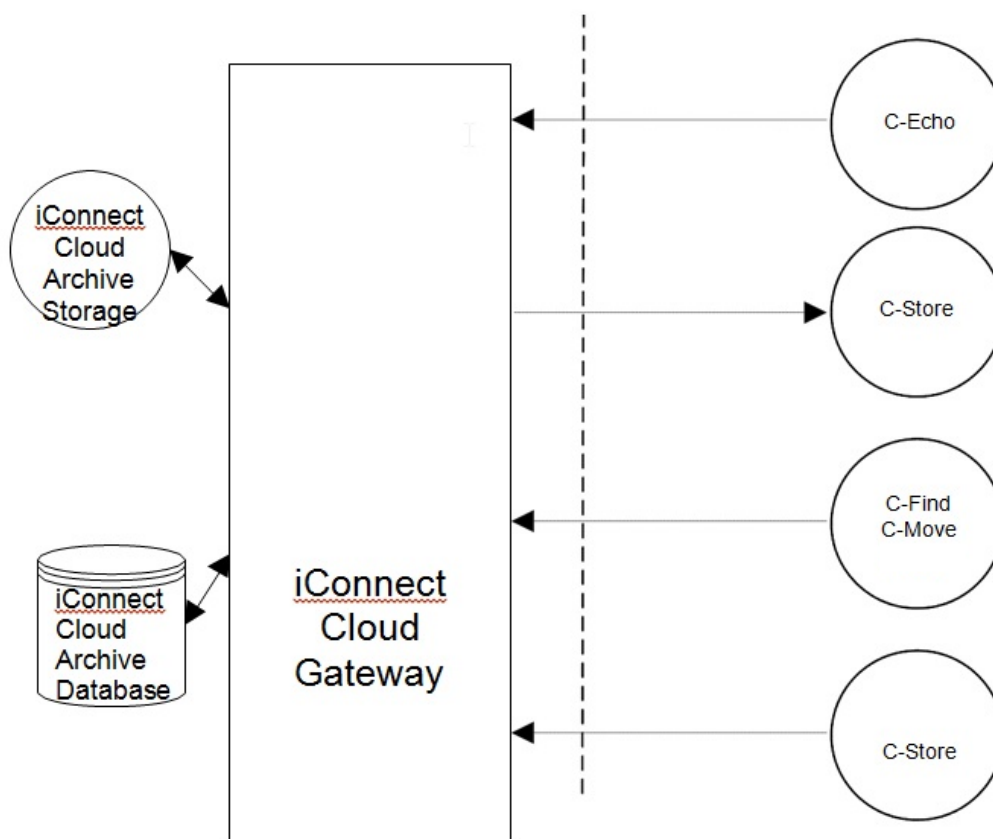 C-Echo
iConnect
Cloud
Archive
Storage
C-Store
C-Find
C-Move
iConnect
Cloud
Gateway
iConnect
Cloud
Archive
Database
C-Store